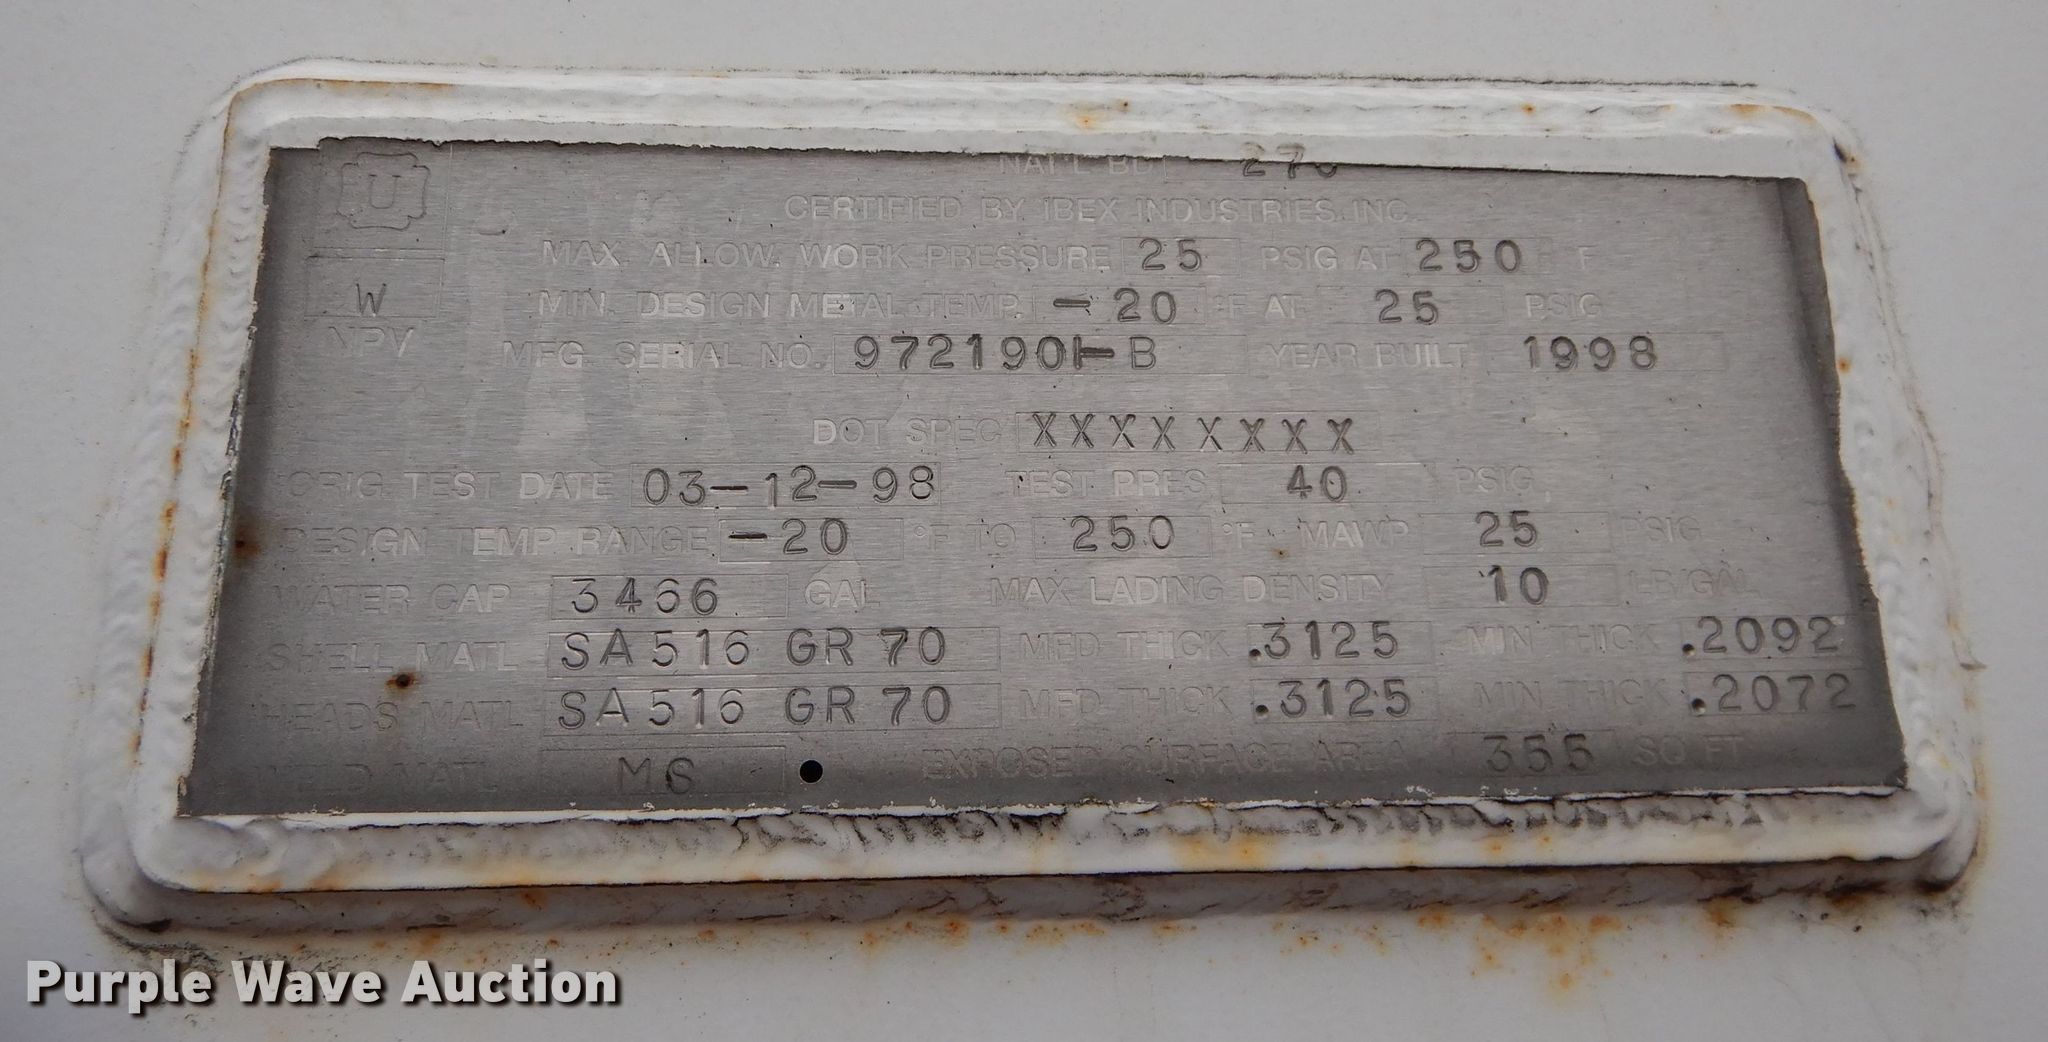 U
NAT'L BD
CERTIFIED BY IBEX INDUSTRIES, INC.
MAX. ALLOW. WORK PRESSURE 25 PSIG AT 250 F
W
MIN. DESIGN METAL TEMP. -20 °F AT 25 PSIG
MFG. SERIAL NO. 9721901-B YEAR BUILT 1998
DOT SPEC XXXXXXXX
ORIG. TEST DATE 03-12-98 TEST PRES 40 PSIG
DESIGN TEMP RANGE -20 °F TO 250 °F MAWP 25 PSIG
WATER CAP 3466 GAL MAX LADING DENSITY 10 LB/GAL
SHELL MATL SA516 GR 70 MFD THICK .3125 MIN THICK .2092
HEADS MATL SA516 GR 70 MFD THICK .3125 MIN THICK .2072
WELD MATL MS EXPOSED SURFACE AREA 355 SQ FT
Purple Wave Auction